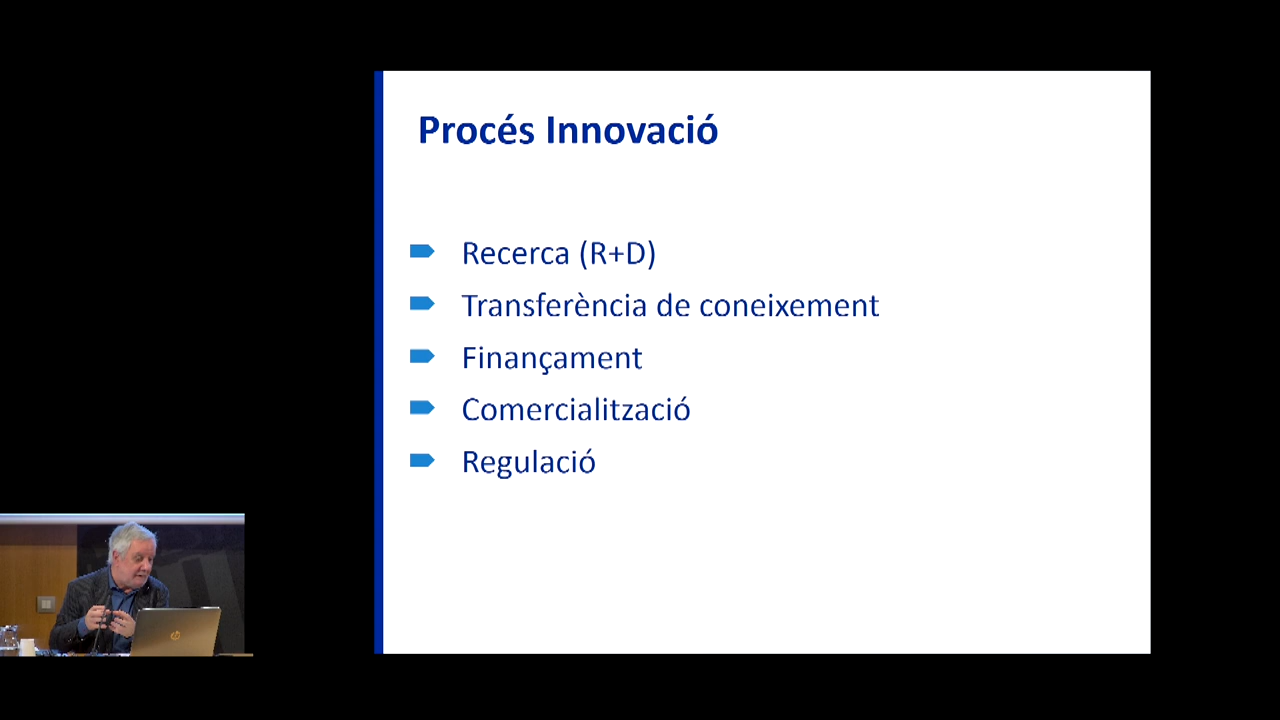 Procés Innovació
Recerca (R+D)
Transferència de coneixement
Finançament
Comercialització
Regulació